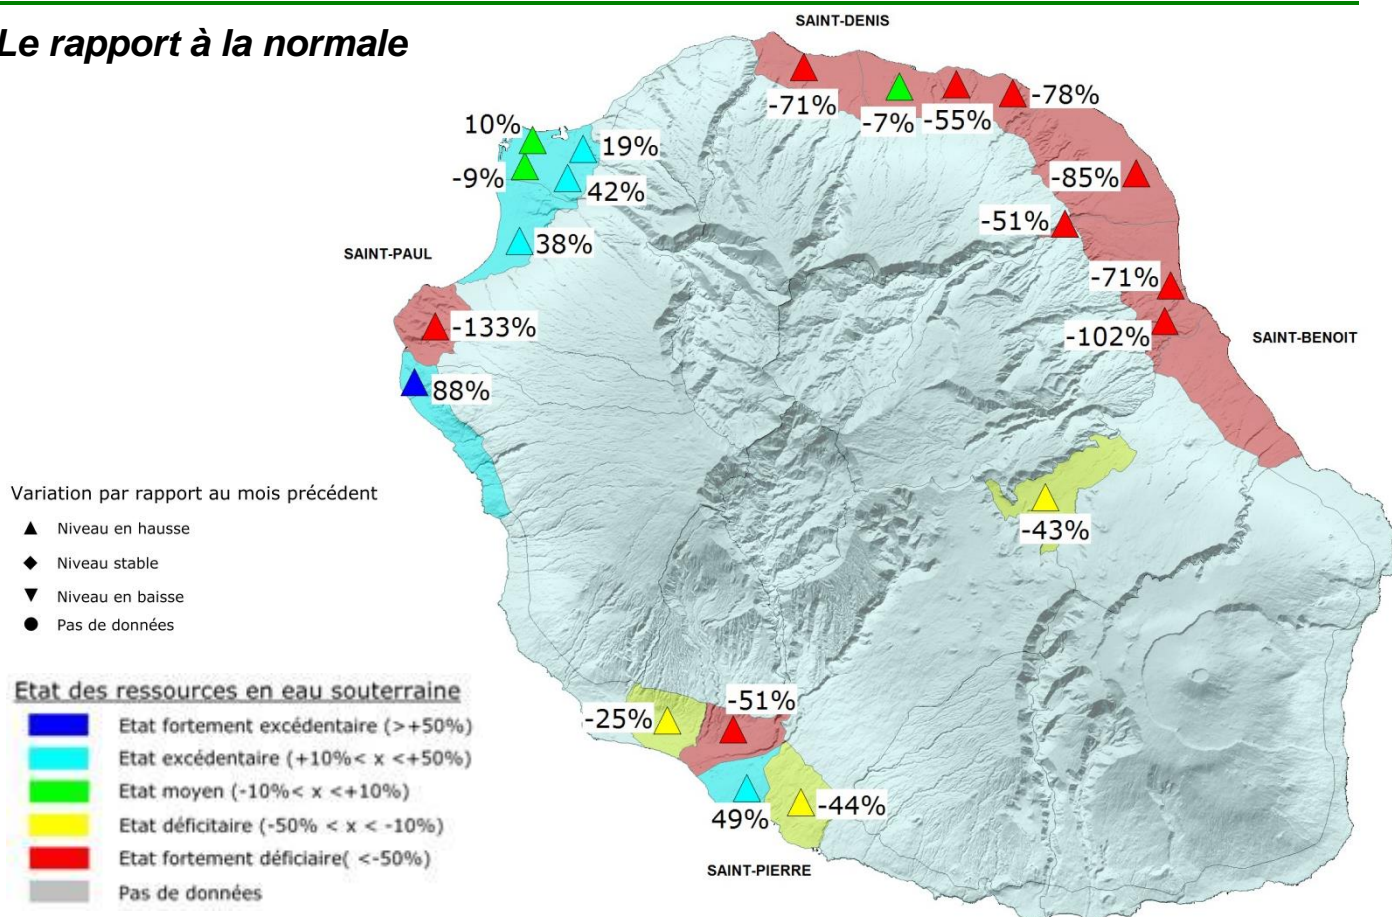 Le rapport à la normale
SAINT-DENIS
-71%
-7%
-55%
-78%
10%
-9%
19%
42%
38%
-85%
-51%
SAINT-PAUL
-71%
-133%
-102%
SAINT-BENOIT
88%
Variation par rapport au mois précédent
Niveau en hausse
Niveau stable
Niveau en baisse
Pas de données
-43%
Etat des ressources en eau souterraine
Etat fortement excédentaire (>+50%)
Etat excédentaire (+10%< x <+50%)
Etat moyen (-10%< x <+10%)
Etat déficitaire (-50% < x < -10%)
Etat fortement déficiaire( <-50%)
Pas de données
-25%
-51%
49%
-44%
SAINT-PIERRE